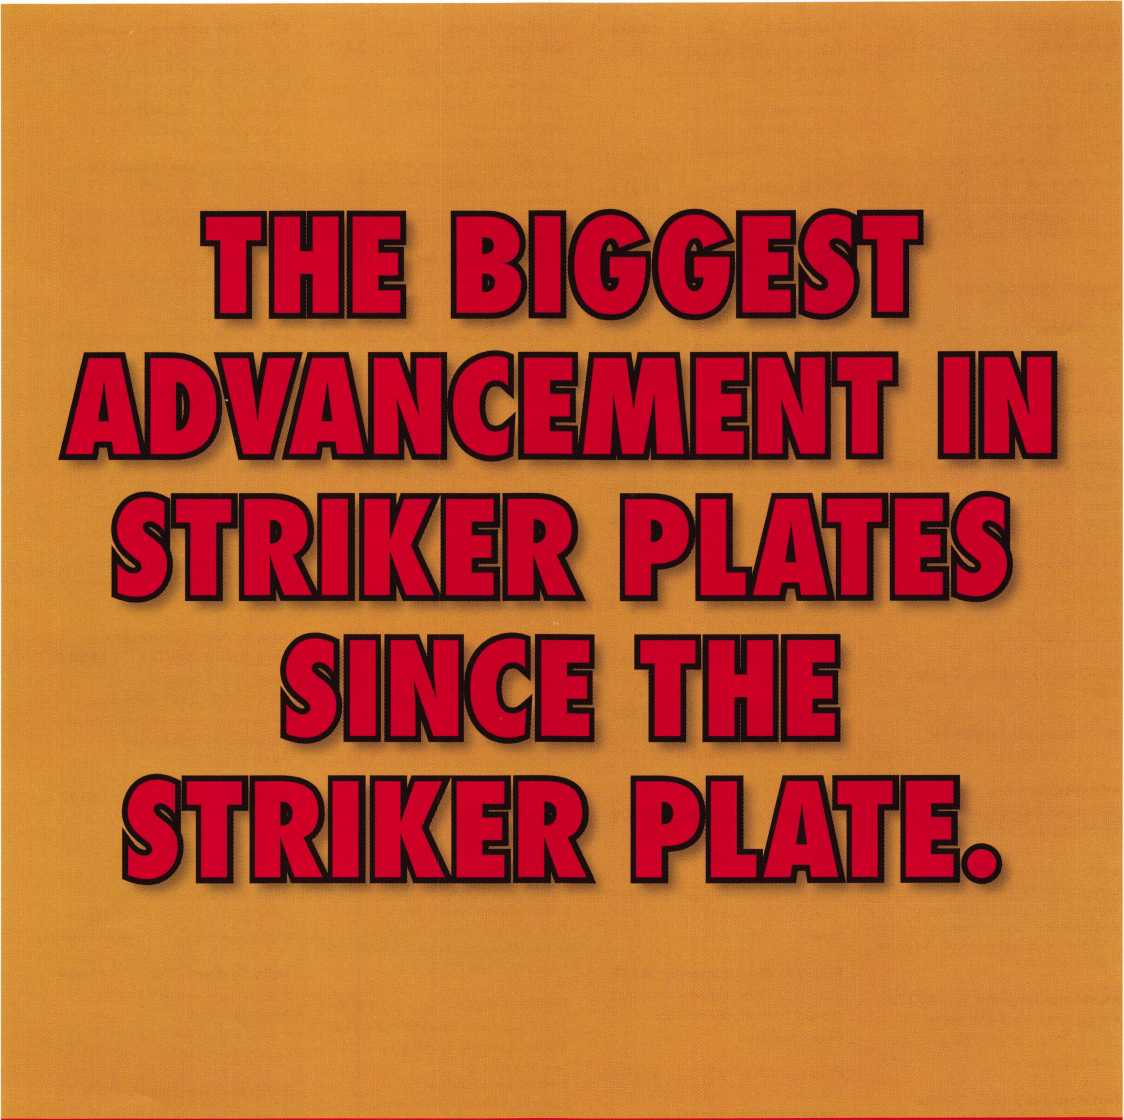 THE BIGGEST
ADVANCEMENT IN
STRIKER PLATES
SINCE THE
STRIKER PLATE.